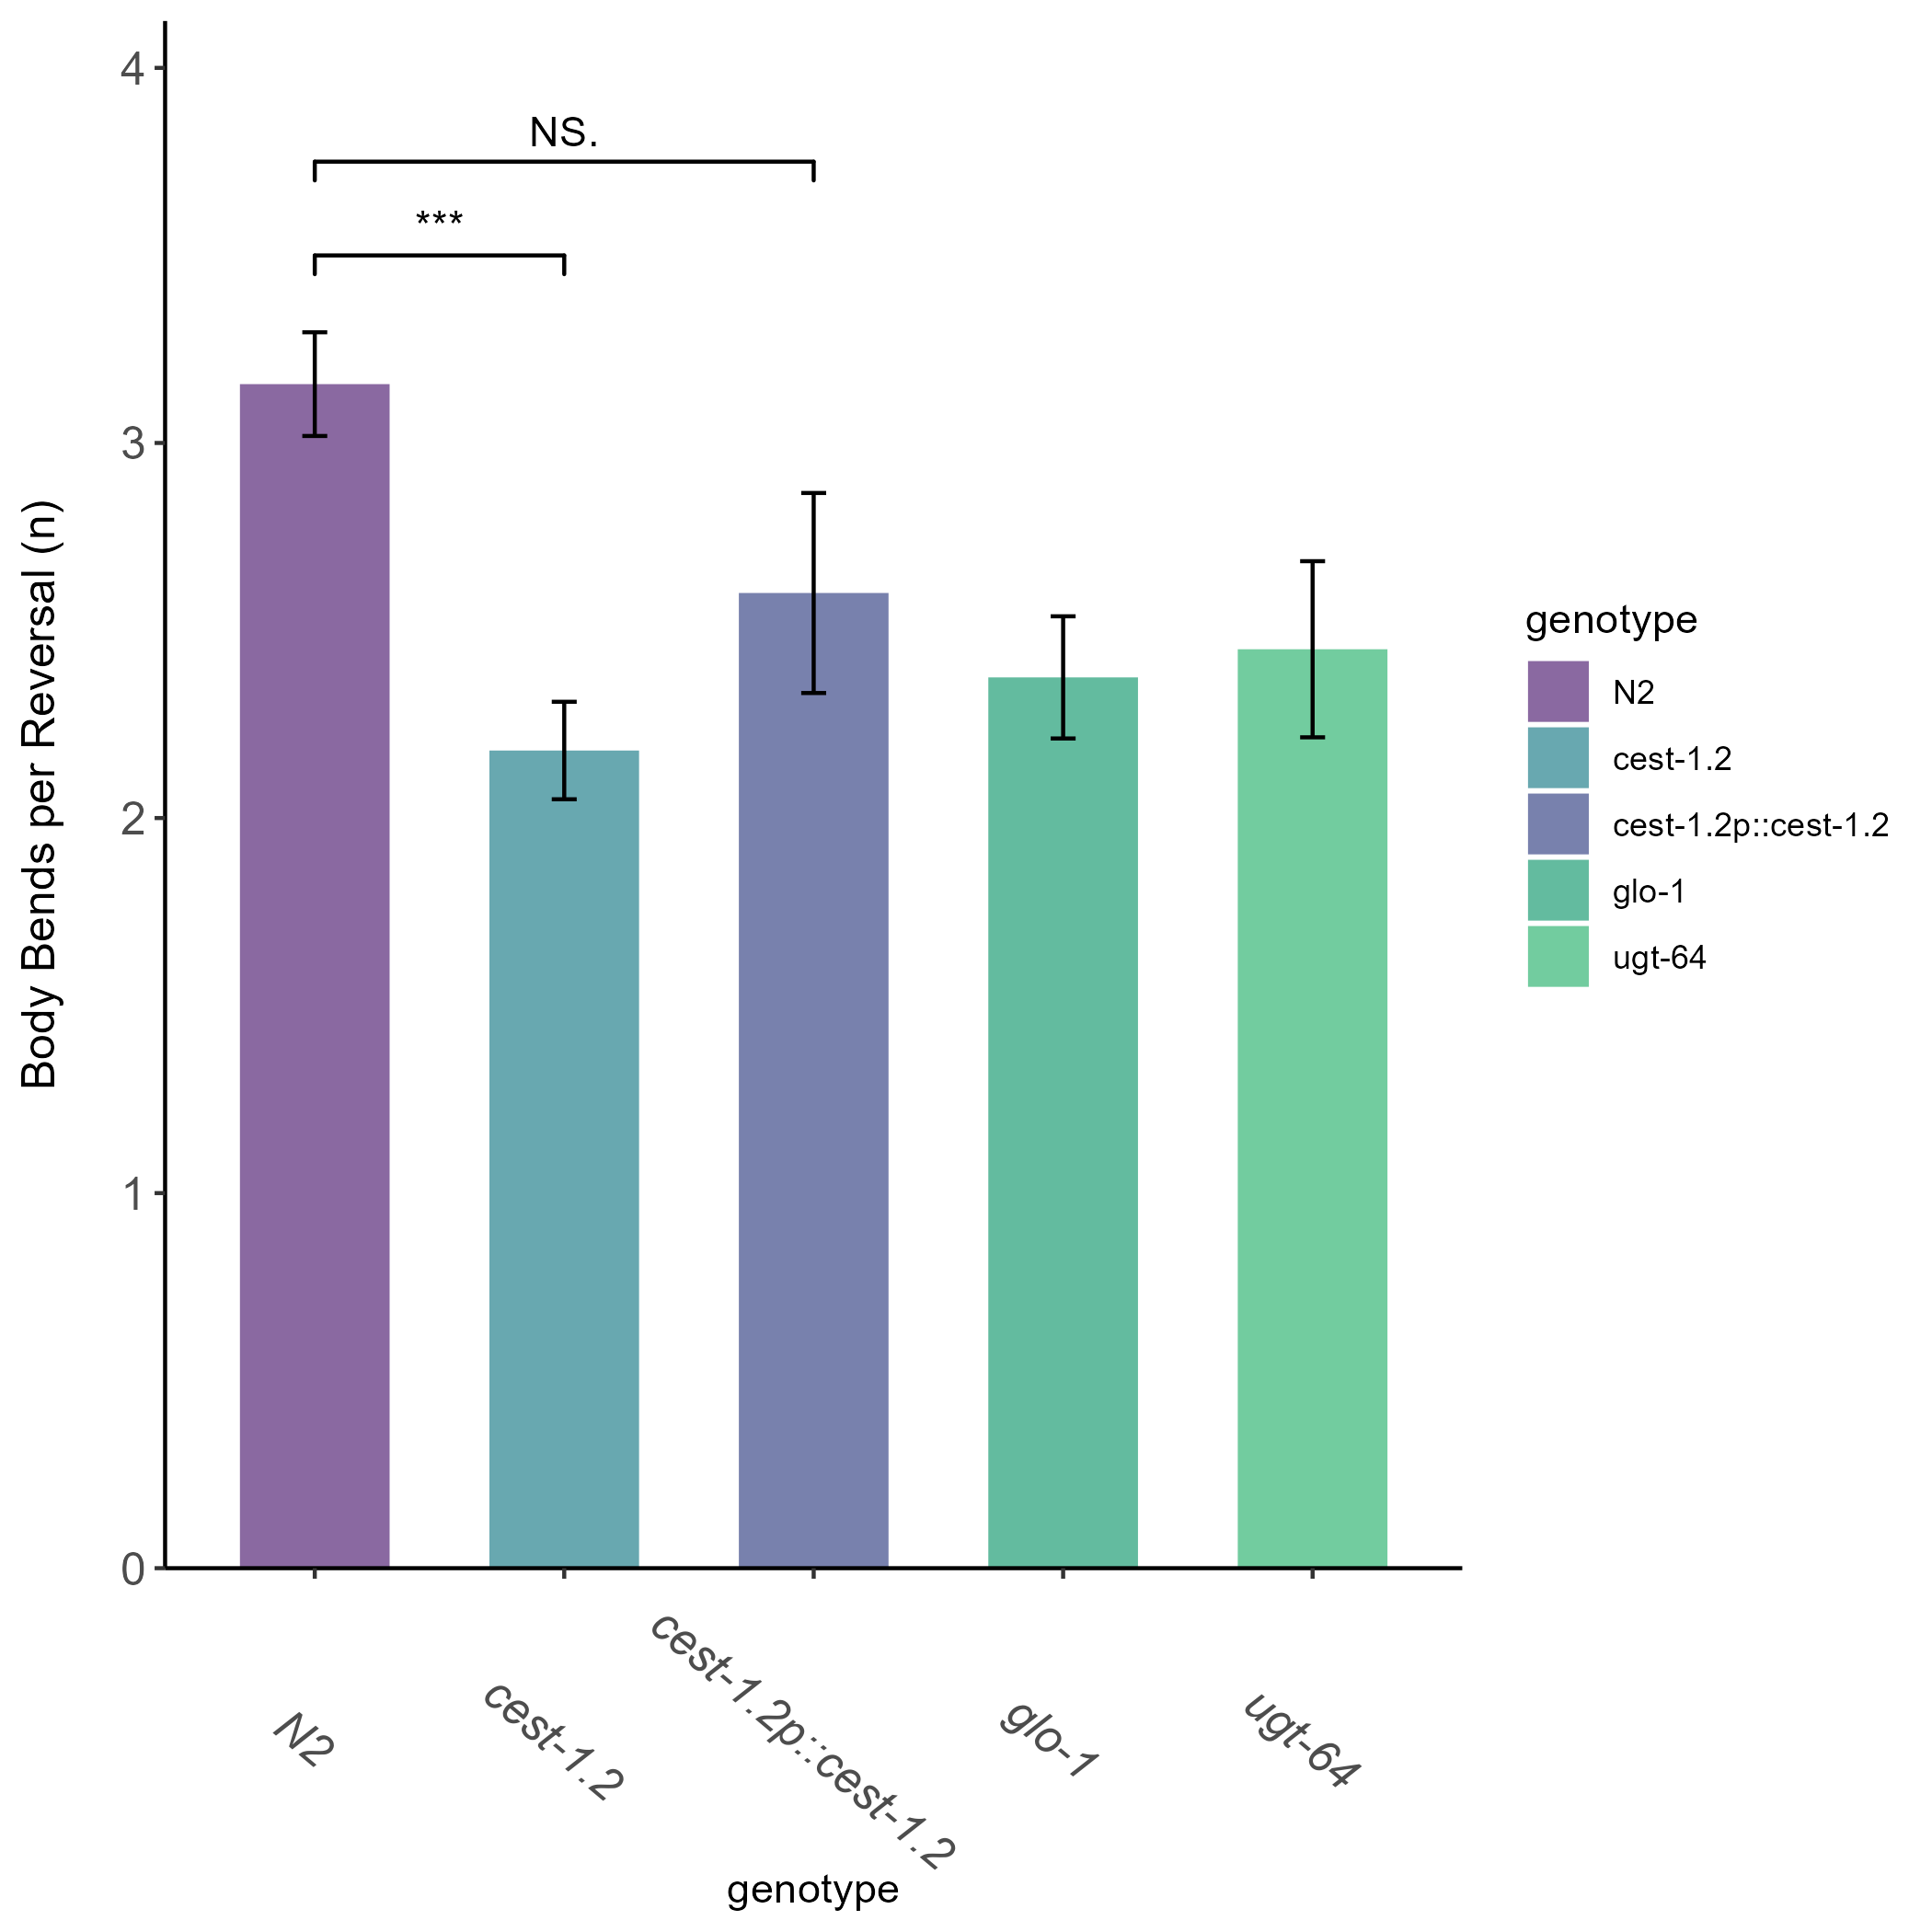 4
3
2
1
0
Body Bends per Reversal (n)
NS.
***
N2
cest-1.2
cest-1.2p::cest-1.2
glo-1
ugt-64
genotype
genotype
N2
cest-1.2
cest-1.2p::cest-1.2
glo-1
ugt-64